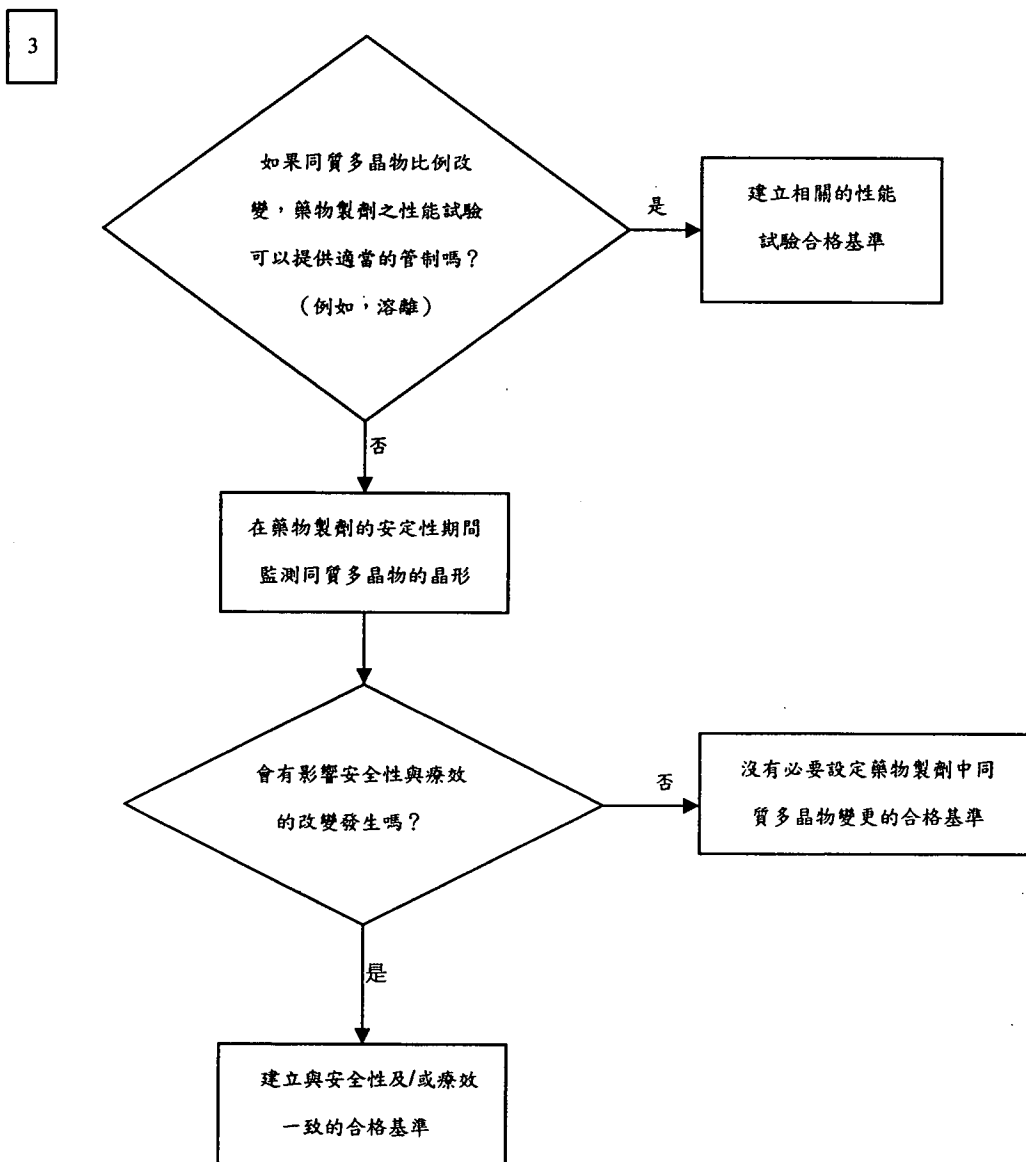 3
如果同質多晶物比例改
變，藥物製劑之性能試驗
可以提供適當的管制嗎？
（例如，溶離）
是
建立相關的性能
試驗合格基準
否
在藥物製劑的安定性期間
監測同質多晶物的晶形
會有影響安全性與療效
的改變發生嗎？
否
沒有必要設定藥物製劑中同
質多晶物變更的合格基準
是
建立與安全性及/或療效
一致的合格基準